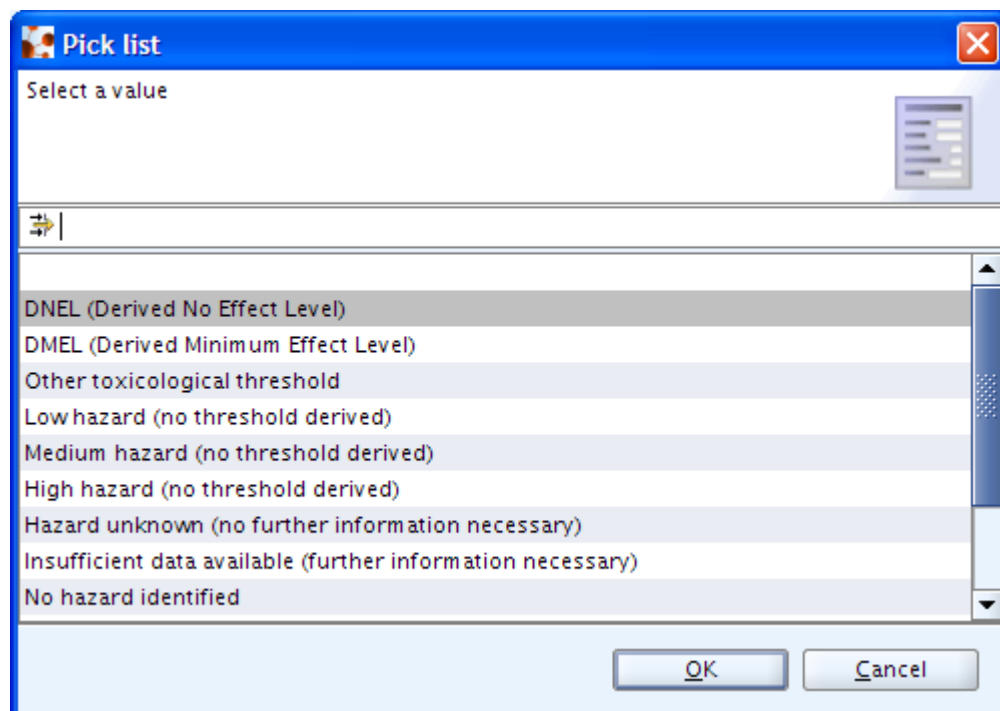 Pick list
Select a value
DNEL (Derived No Effect Level)
DMEL (Derived Minimum Effect Level)
Other toxicological threshold
Low hazard (no threshold derived)
Medium hazard (no threshold derived)
High hazard (no threshold derived)
Hazard unknown (no further information necessary)
Insufficient data available (further information necessary)
No hazard identified
OK Cancel